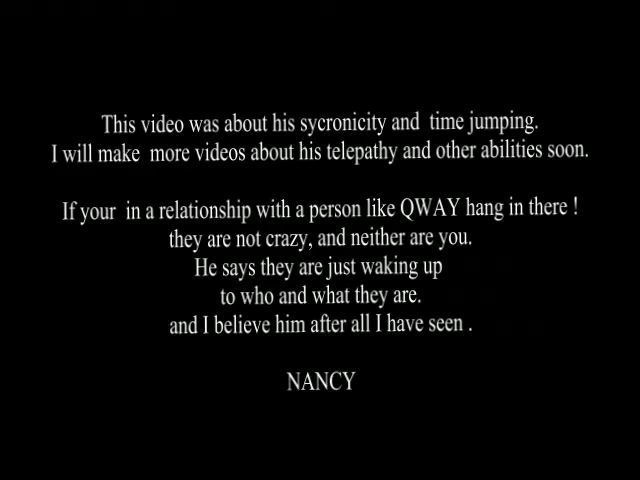 This video was about his sycronicity and  time jumping.
I will make  more videos about his telepathy and other abilities soon.
If your  in a relationship with a person like QWAY hang in there !
they are not crazy, and neither are you.
He says they are just waking up
to who and what they are.
and I believe him after all I have seen .
NANCY